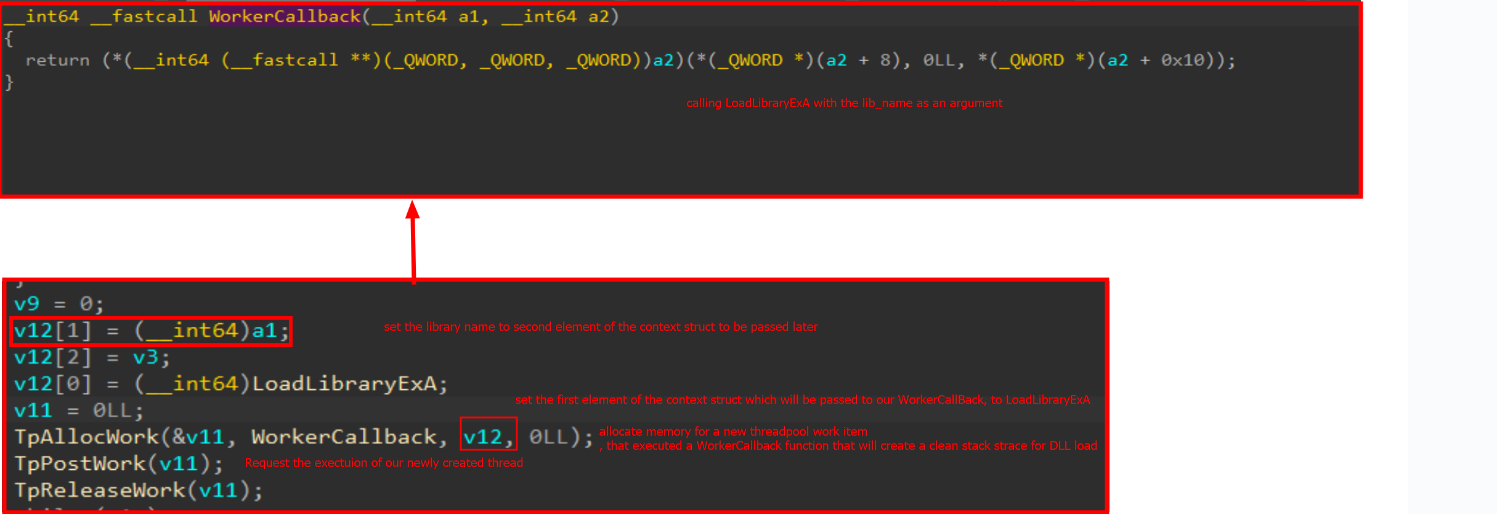 __int64 __fastcall WorkerCallback(__int64 a1, __int64 a2)
{
return (*(__int64 (__fastcall **)(_QWORD, _QWORD, _QWORD))a2)(*(_QWORD *)(a2 + 8), 0LL, *(_QWORD *)(a2 + 0x10));
}
calling LoadLibraryExA with the lib_name as an argument
v9 = 0;
v12[1] = (__int64)a1;
set the library name to second element of the context struct to be passed later
v12[2] = v3;
v12[0] = (__int64)LoadLibraryExA;
set the first element of the context struct which will be passed to our WorkerCallBack, to LoadLibraryExA
v11 = 0LL;
TpAllocWork(&v11, WorkerCallback, v12, 0LL);
allocate memory for a new threadpool work item
, that executed a WorkerCallback function that will create a clean stack strace for DLL load
TpPostWork(v11);
Request the exectuion of our newly created thread
TpReleaseWork(v11);